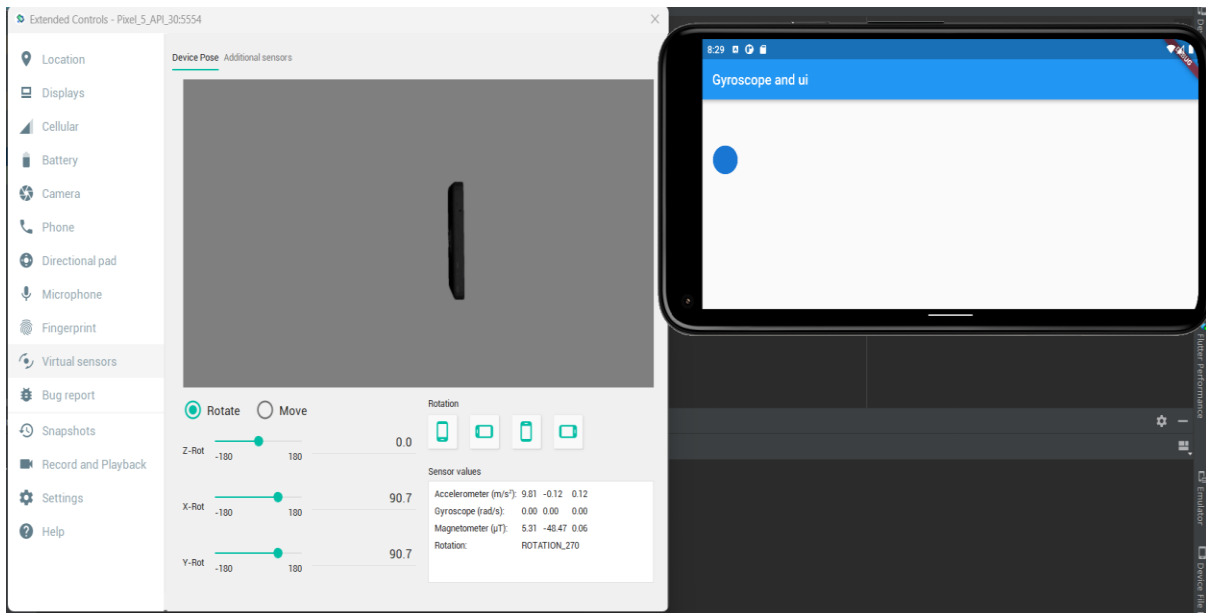 Extended Controls - Pixel_5_API_30:5554
Location
Displays
Cellular
Battery
Camera
Phone
Directional pad
Microphone
Fingerprint
Virtual sensors
Bug report
Snapshots
Record and Playback
Settings
Help
Device Pose Additional sensors
Rotate Move
Z-Rot -180 180 0.0
X-Rot -180 180 90.7
Y-Rot -180 180 90.7
Rotation
Sensor values
Accelerometer (m/s²): 9.81 -0.12 0.12
Gyroscope (rad/s): 0.00 0.00 0.00
Magnetometer (μT): 5.31 -48.47 0.06
Rotation: ROTATION_270
8:29
Gyroscope and ui
Flutter Performance
Emulator
Device File